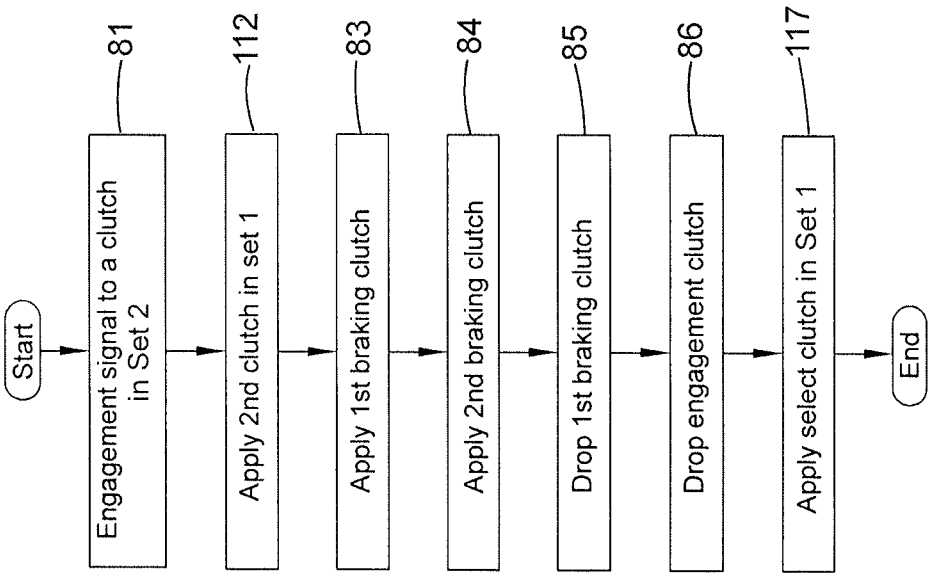 Start
Engagement signal to a clutch
in Set 2
81
Apply 2nd clutch in set 1
112
Apply 1st braking clutch
83
Apply 2nd braking clutch
84
Drop 1st braking clutch
85
Drop engagement clutch
86
Apply select clutch in Set 1
117
End